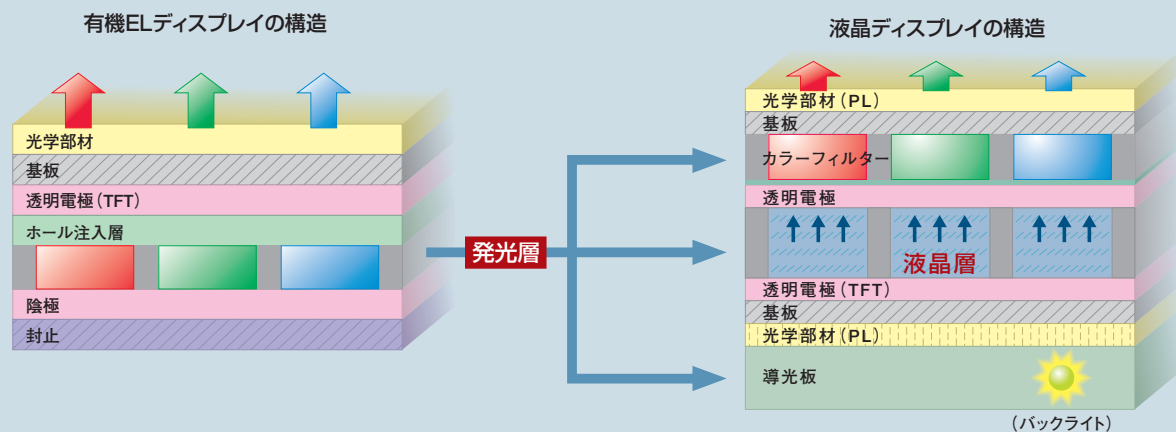 有機ELディスプレイの構造
光学部材
基板
透明電極(TFT)
ホール注入層
陰極
封止
発光層
液晶ディスプレイの構造
光学部材(PL)
基板
カラーフィルター
透明電極
液晶層
透明電極(TFT)
基板
光学部材(PL)
導光板
(バックライト)